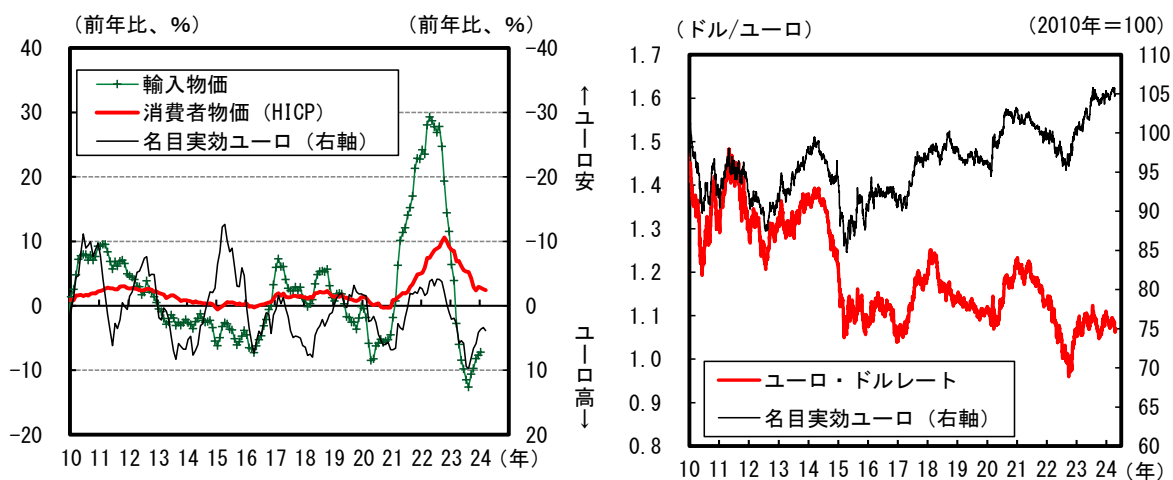 (前年比、%)
(前年比、%)
40
30
20
10
0
−10
−20
輸入物価
消費者物価（HICP）
名目実効ユーロ（右軸）
−40
−30
−20
−10
0
10
20
←ユーロ安
ユーロ高→
10 11 12 13 14 15 16 17 18 19 20 21 22 23 24 (年)
(ドル/ユーロ)
(2010年＝100)
1.7
1.6
1.5
1.4
1.3
1.2
1.1
1.0
0.9
0.8
ユーロ・ドルレート
名目実効ユーロ（右軸）
110
105
100
95
90
85
80
75
70
65
60
10 11 12 13 14 15 16 17 18 19 20 21 22 23 24 (年)